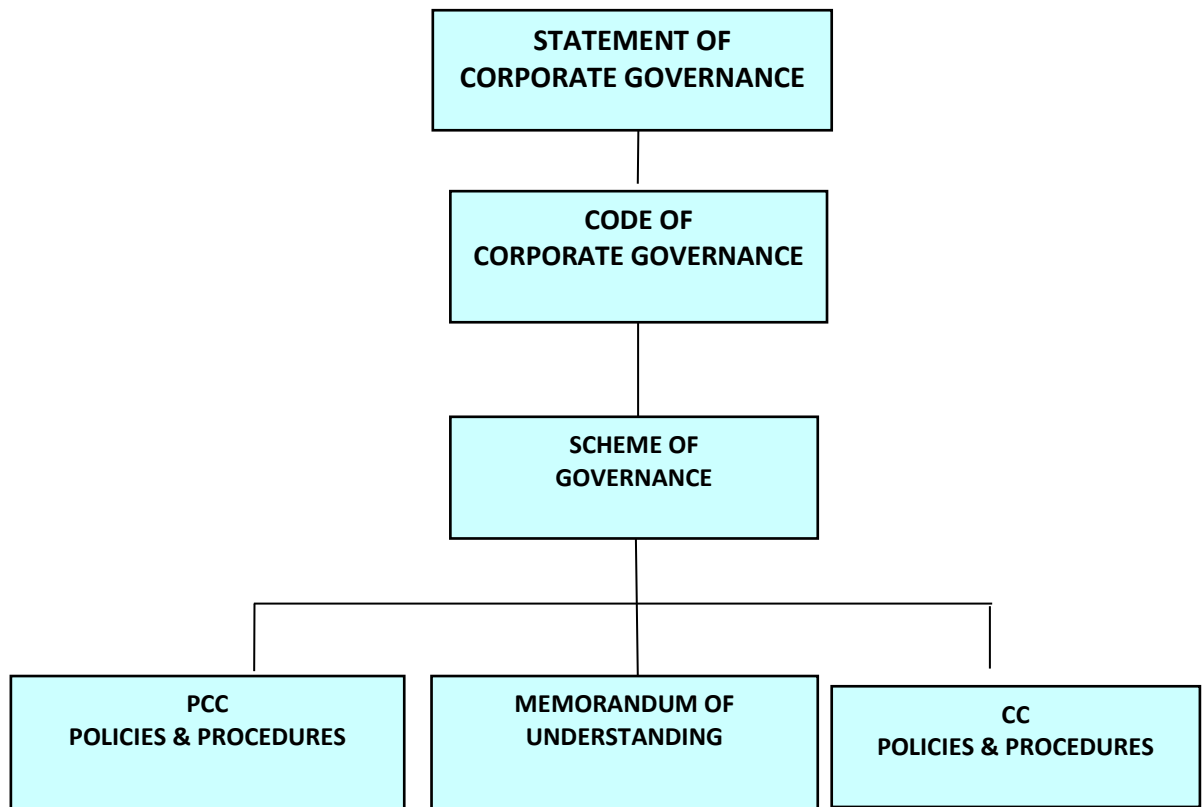 STATEMENT OF
CORPORATE GOVERNANCE
CODE OF
CORPORATE GOVERNANCE
SCHEME OF
GOVERNANCE
PCC
POLICIES & PROCEDURES
MEMORANDUM OF
UNDERSTANDING
CC
POLICIES & PROCEDURES